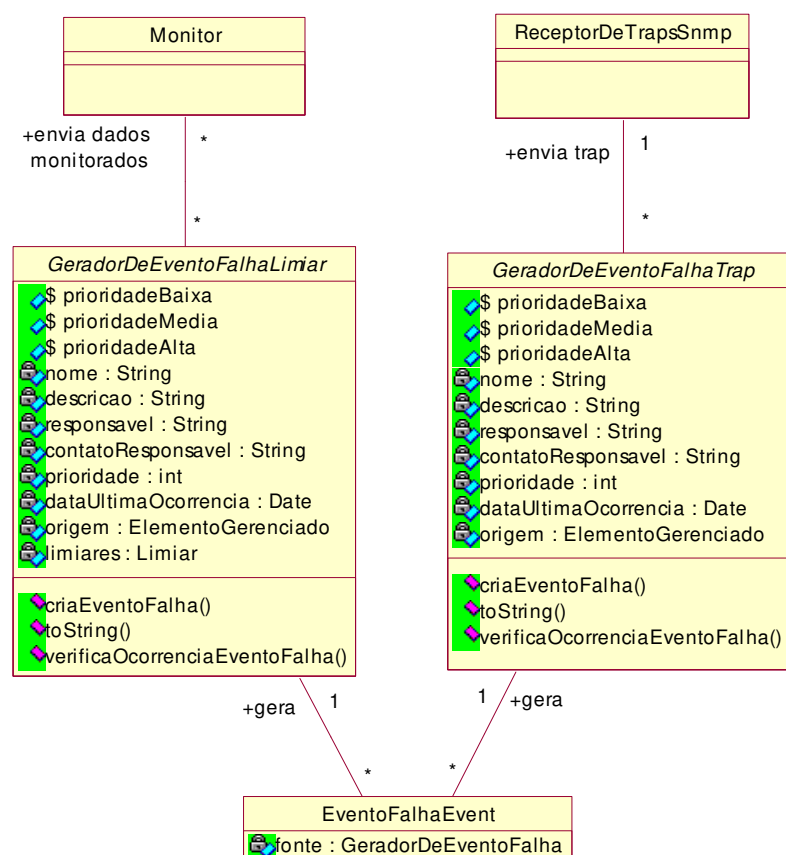 Monitor
ReceptorDeTrapsSnmp
+envia dados
monitorados
*
*
+envia trap
1
*
GeradorDeEventoFalhaLimiar
$ prioridadeBaixa
$ prioridadeMedia
$ prioridadeAlta
nome : String
descricao : String
responsavel : String
contatoResponsavel : String
prioridade : int
dataUltimaOcorrencia : Date
origem : ElementoGerenciado
limiares : Limiar
criaEventoFalha()
toString()
verificaOcorrenciaEventoFalha()
GeradorDeEventoFalhaTrap
$ prioridadeBaixa
$ prioridadeMedia
$ prioridadeAlta
nome : String
descricao : String
responsavel : String
contatoResponsavel : String
prioridade : int
dataUltimaOcorrencia : Date
origem : ElementoGerenciado
criaEventoFalha()
toString()
verificaOcorrenciaEventoFalha()
+gera
1
*
1
+gera
*
EventoFalhaEvent
fonte : GeradorDeEventoFalha